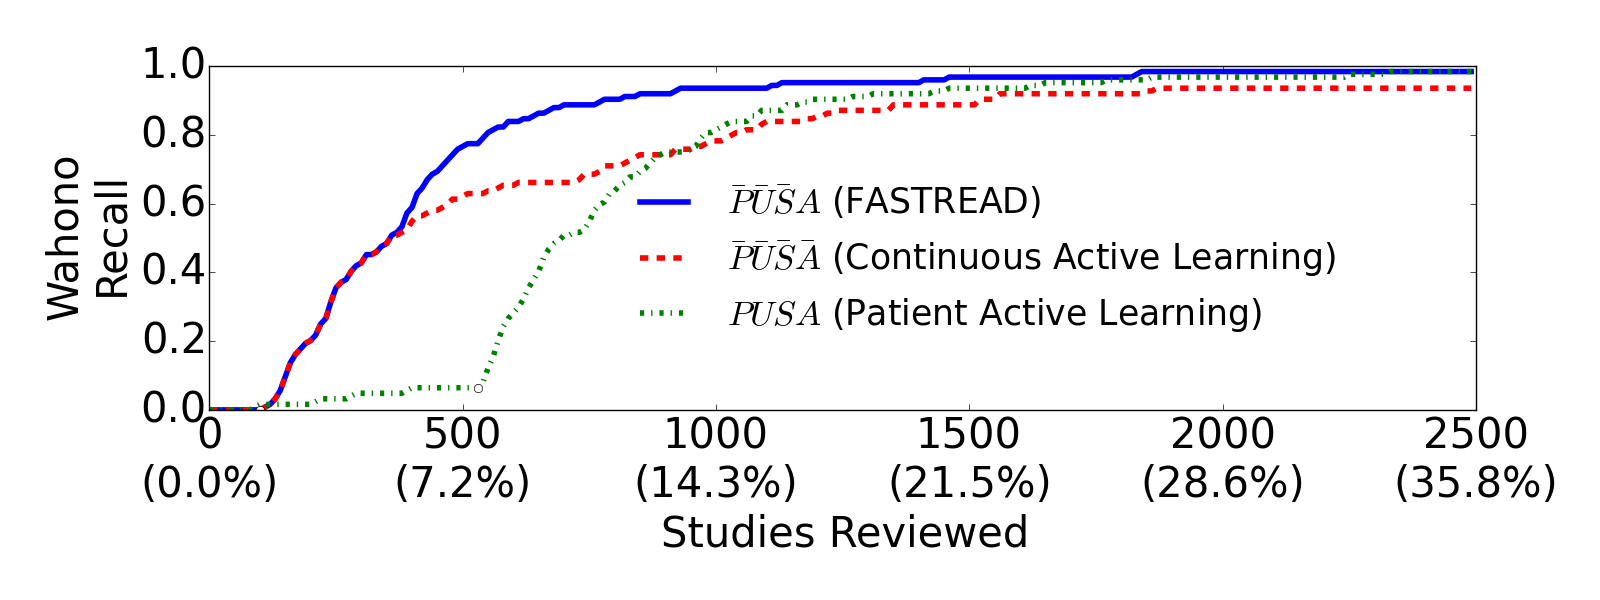 1.0
0.8
0.6
0.4
0.2
0.0
Wahono
Recall
P̄ŪS̄A (FASTREAD)
P̄ŪS̄Ā (Continuous Active Learning)
PUSA (Patient Active Learning)
0 500 1000 1500 2000 2500
(0.0%) (7.2%) (14.3%) (21.5%) (28.6%) (35.8%)
Studies Reviewed